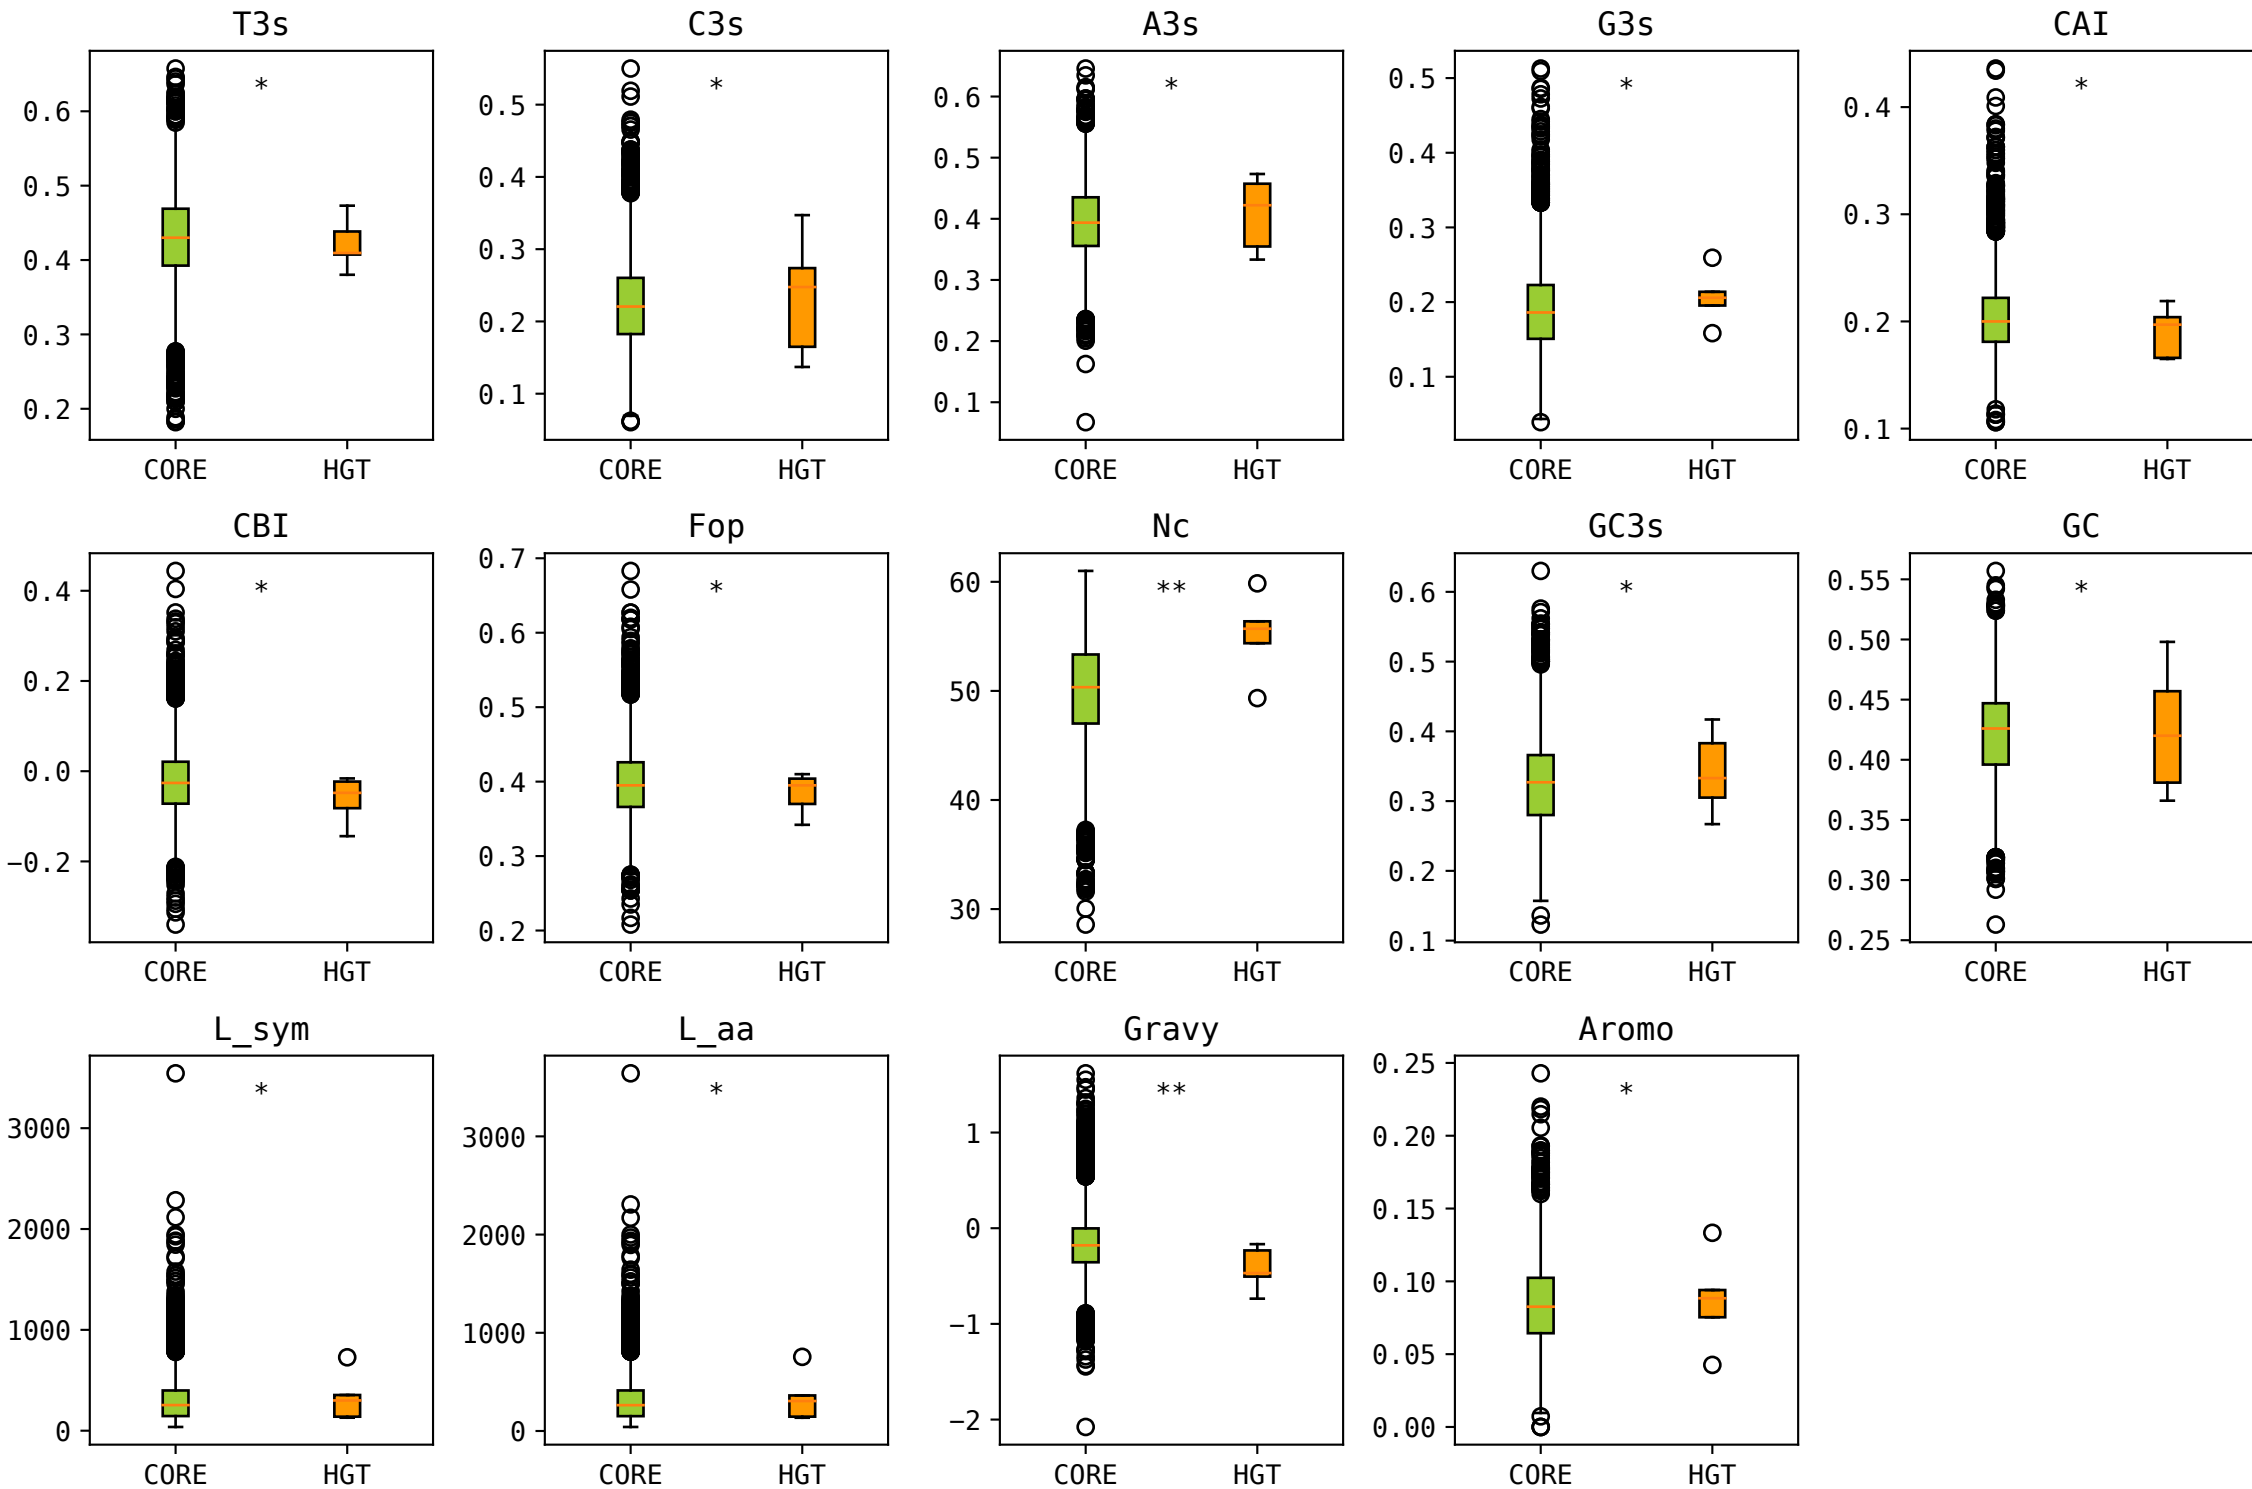 T3s C3s A3s G3s CAI
* * * * *
0.6 0.5 0.4 0.3 0.2
0.5 0.4 0.3 0.2 0.1
0.6 0.5 0.4 0.3 0.2 0.1
0.5 0.4 0.3 0.2 0.1
0.4 0.3 0.2 0.1
CORE HGT CORE HGT CORE HGT CORE HGT CORE HGT
CBI Fop Nc GC3s GC
* * ** * *
0.4 0.2 0.0 −0.2
0.7 0.6 0.5 0.4 0.3 0.2
60 50 40 30
0.6 0.5 0.4 0.3 0.2 0.1
0.55 0.50 0.45 0.40 0.35 0.30 0.25
CORE HGT CORE HGT CORE HGT CORE HGT CORE HGT
L_sym L_aa Gravy Aromo
* * ** *
3000 2000 1000 0
3000 2000 1000 0
1 0 −1 −2
0.25 0.20 0.15 0.10 0.05 0.00
CORE HGT CORE HGT CORE HGT CORE HGT